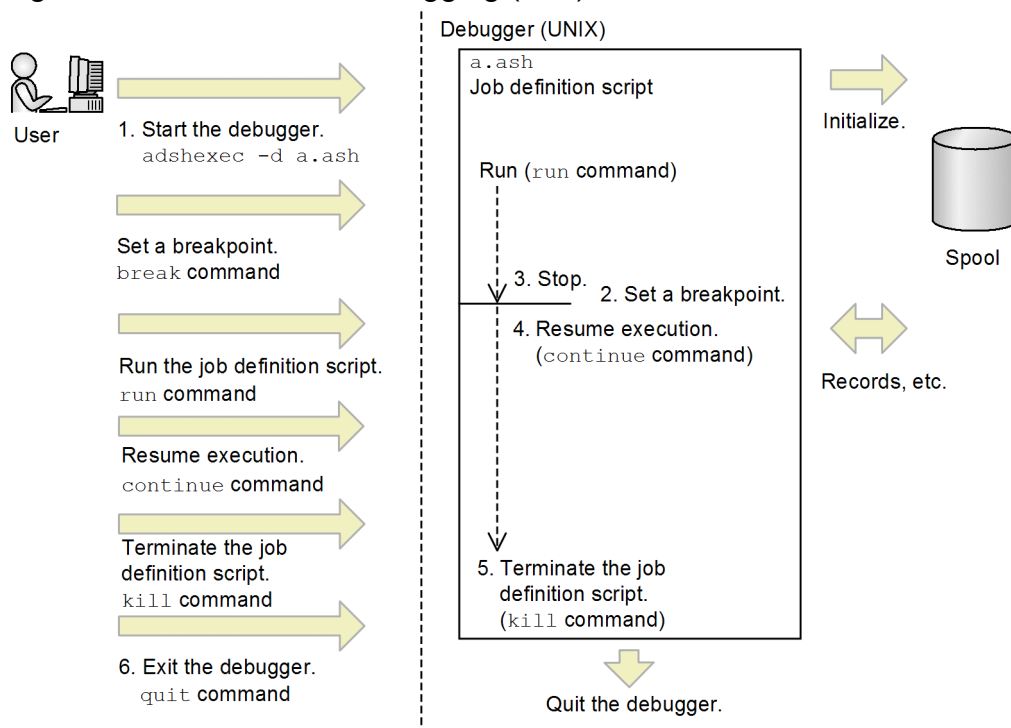 Debugger (UNIX)
User
1. Start the debugger.
adshexec -d a.ash
Set a breakpoint.
break command
Run the job definition script.
run command
Resume execution.
continue command
Terminate the job
definition script.
kill command
6. Exit the debugger.
quit command
a.ash
Job definition script
Run (run command)
3. Stop.
2. Set a breakpoint.
4. Resume execution.
(continue command)
5. Terminate the job
definition script.
(kill command)
Quit the debugger.
Initialize.
Spool
Records, etc.